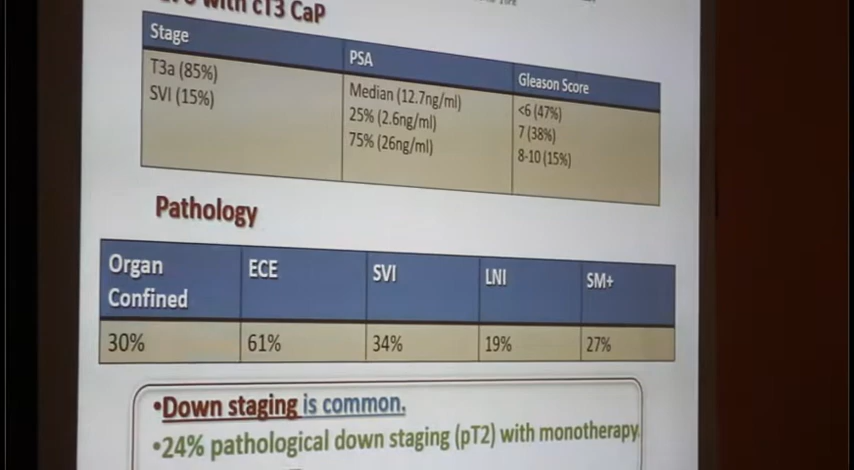 with cT3 CaP
Stage
PSA
Gleason Score
T3a (85%)
SVI (15%)
Median (12.7ng/ml)
25% (2.6ng/ml)
75% (26ng/ml)
<6 (47%)
7 (38%)
8-10 (15%)
Pathology
Organ
Confined
ECE
SVI
LNI
SM+
30%
61%
34%
19%
27%
•Down staging is common.
•24% pathological down staging (pT2) with monotherapy